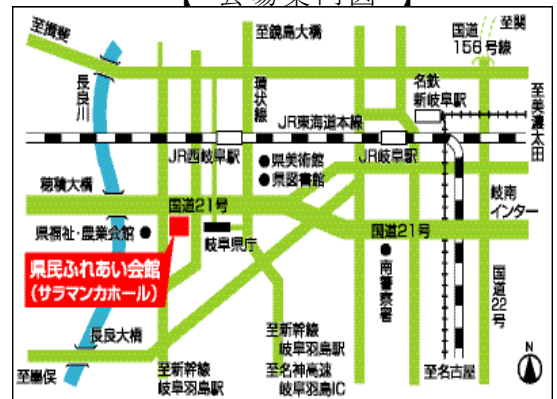 【 会場案内図 】
至揖斐
至鏡島大橋
国道
156号線
至関
長良川
環状線
名鉄
新岐阜駅
至美濃太田
JR東海道本線
JR西岐阜駅
●県美術館
●県図書館
JR岐阜駅
穂積大橋
国道21号
岐南
インター
県福祉・農業会館●
岐阜県庁
国道21号
県民ふれあい会館
(サラマンカホール)
南警察署
国道22号
長良大橋
至墨俣
至新幹線
岐阜羽島駅
至新幹線
岐阜羽島駅
至名神高速
岐阜羽島IC
至名古屋
N